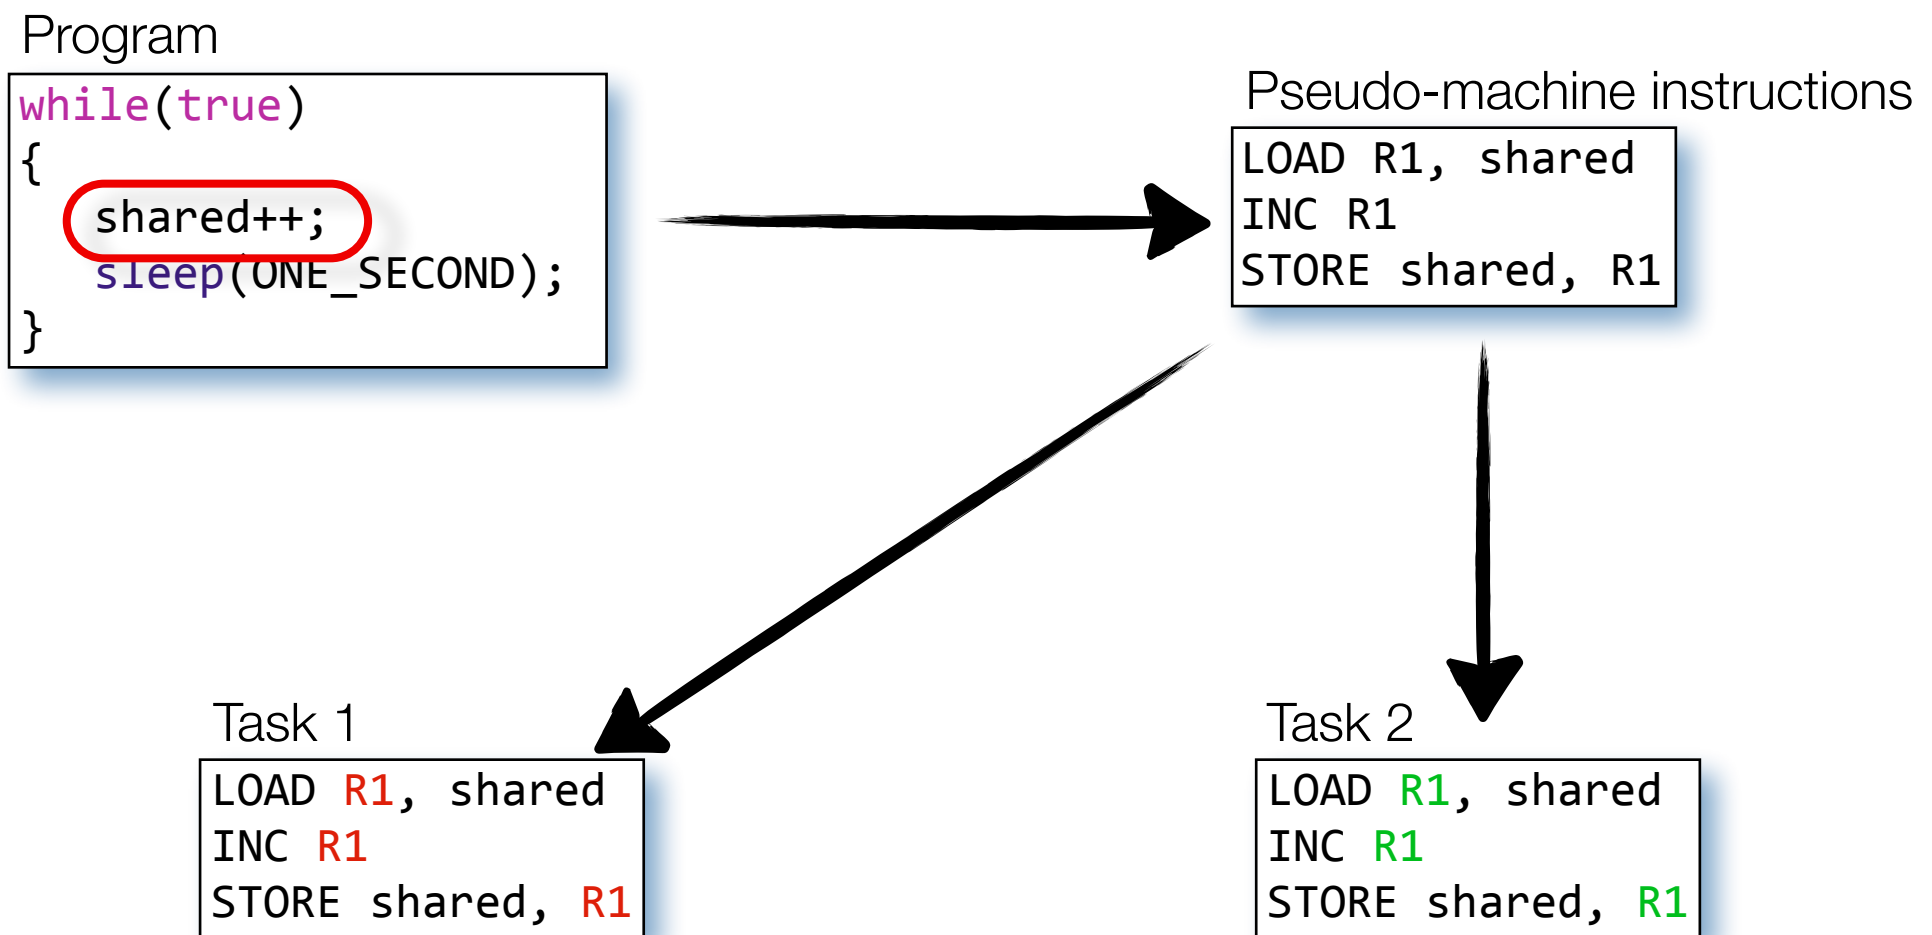 Program
while(true)
{
shared++;
sleep(ONE_SECOND);
}
Pseudo-machine instructions
LOAD R1, shared
INC R1
STORE shared, R1
Task 1
LOAD R1, shared
INC R1
STORE shared, R1
Task 2
LOAD R1, shared
INC R1
STORE shared, R1